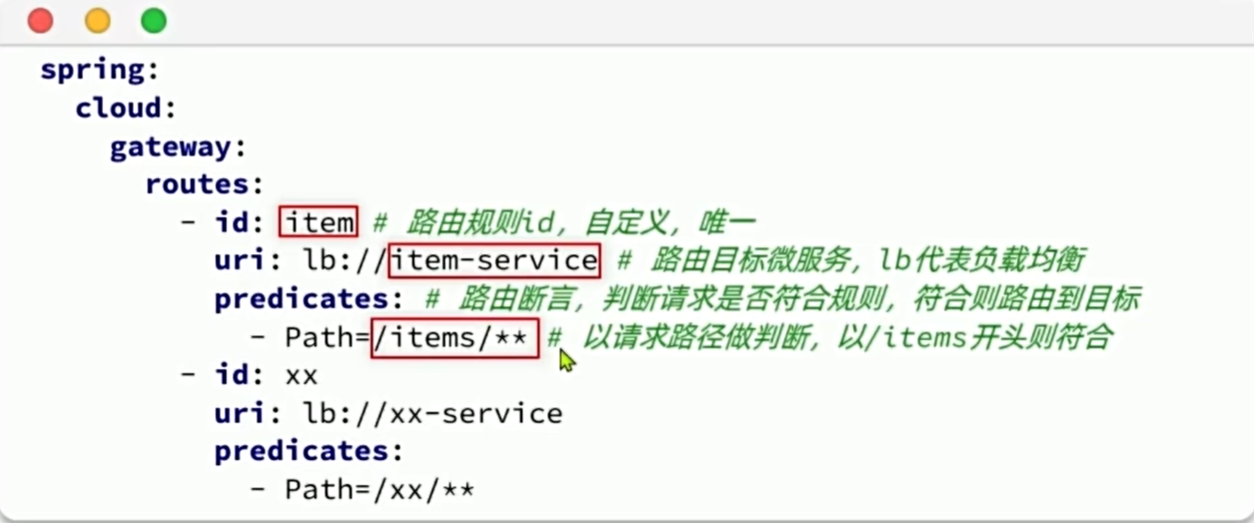 spring:
cloud:
gateway:
routes:
- id: item # 路由规则id，自定义，唯一
uri: lb://item-service # 路由目标微服务，lb代表负载均衡
predicates: # 路由断言，判断请求是否符合规则，符合则路由到目标
- Path=/items/** # 以请求路径做判断，以/items开头则符合
- id: xx
uri: lb://xx-service
predicates:
- Path=/xx/**